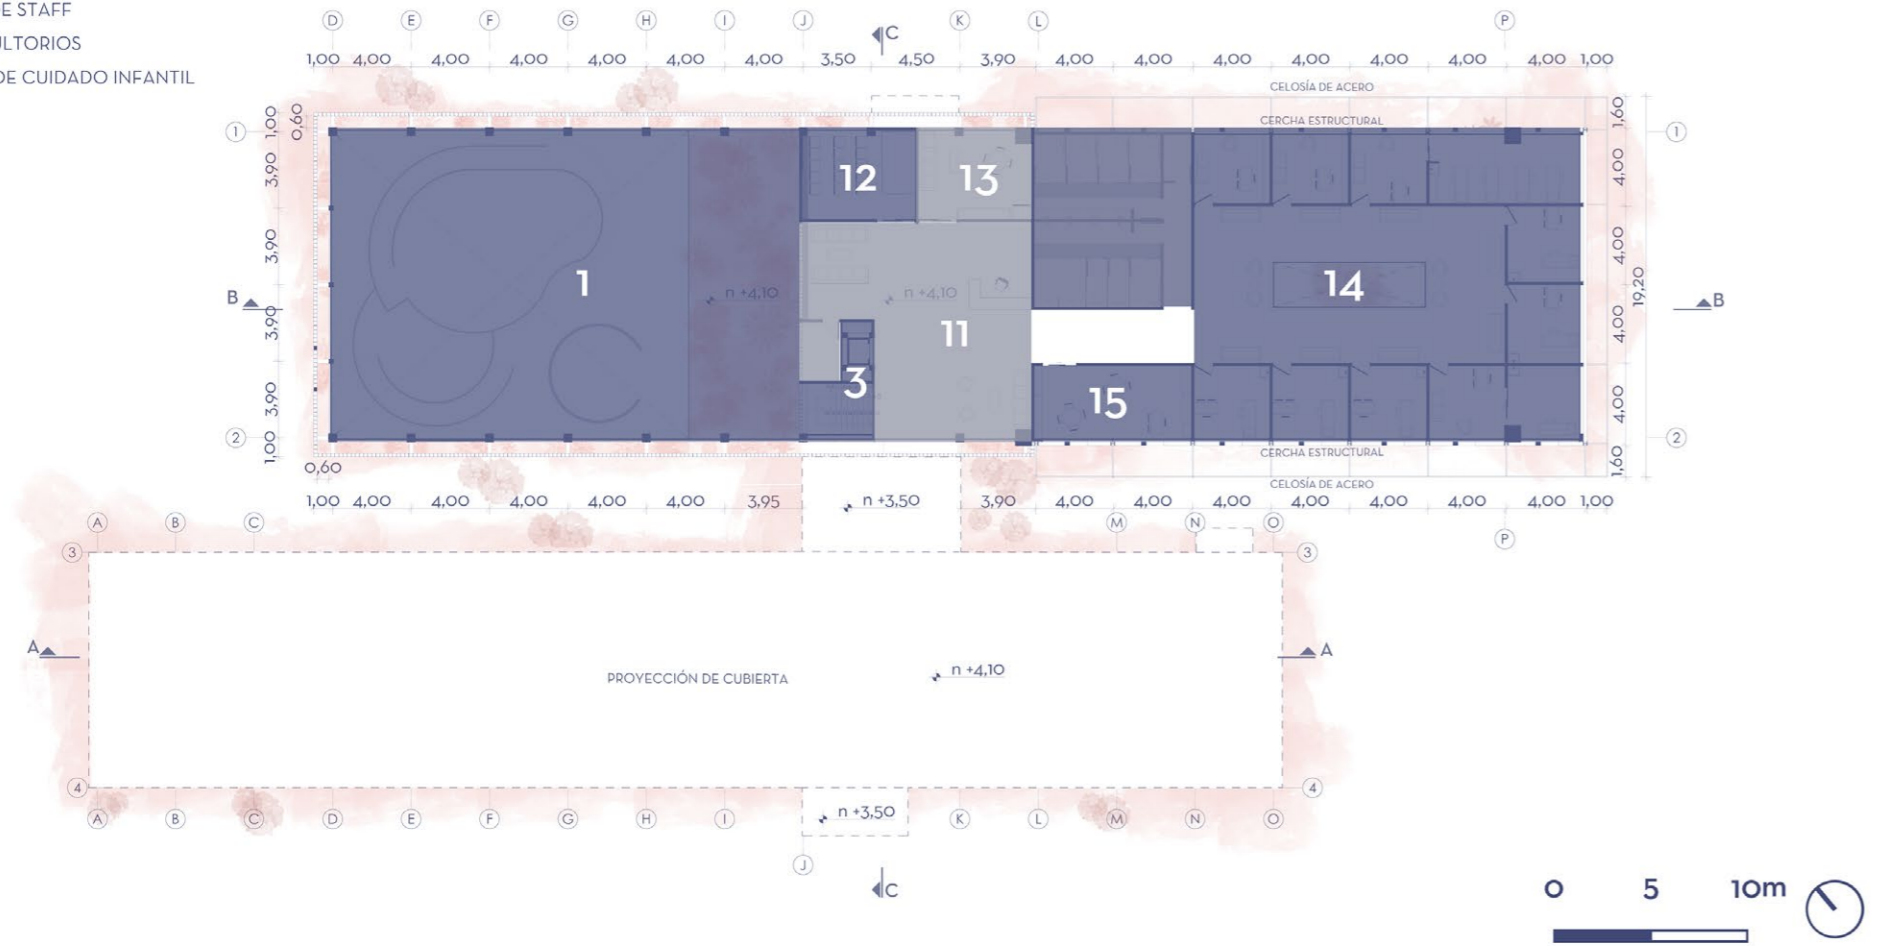 DE STAFF
ULTORIOS
DE CUIDADO INFANTIL
D E F G H I J K L P
C
1,00 4,00 4,00 4,00 4,00 4,00 4,00 3,50 4,50 3,90 4,00 4,00 4,00 4,00 4,00 4,00 4,00 1,00
CELOSÍA DE ACERO
CERCHA ESTRUCTURAL
1 1,00 0,60 1,60 1
3,90 12 13 4,00
3,90 1 n +4,10 n +4,10 14 4,00 19,20
B B
3,90 11 4,00
3,90 3 15 4,00
2 1,00 1,60 2
CERCHA ESTRUCTURAL
0,60
CELOSÍA DE ACERO
1,00 4,00 4,00 4,00 4,00 4,00 3,95 n +3,50 3,90 4,00 4,00 4,00 4,00 4,00 4,00 4,00 1,00
A B C M N O P
3 3
A A
PROYECCIÓN DE CUBIERTA n +4,10
4 4
n +3,50
A B C D E F G H I K L M N O
J
C
0 5 10m